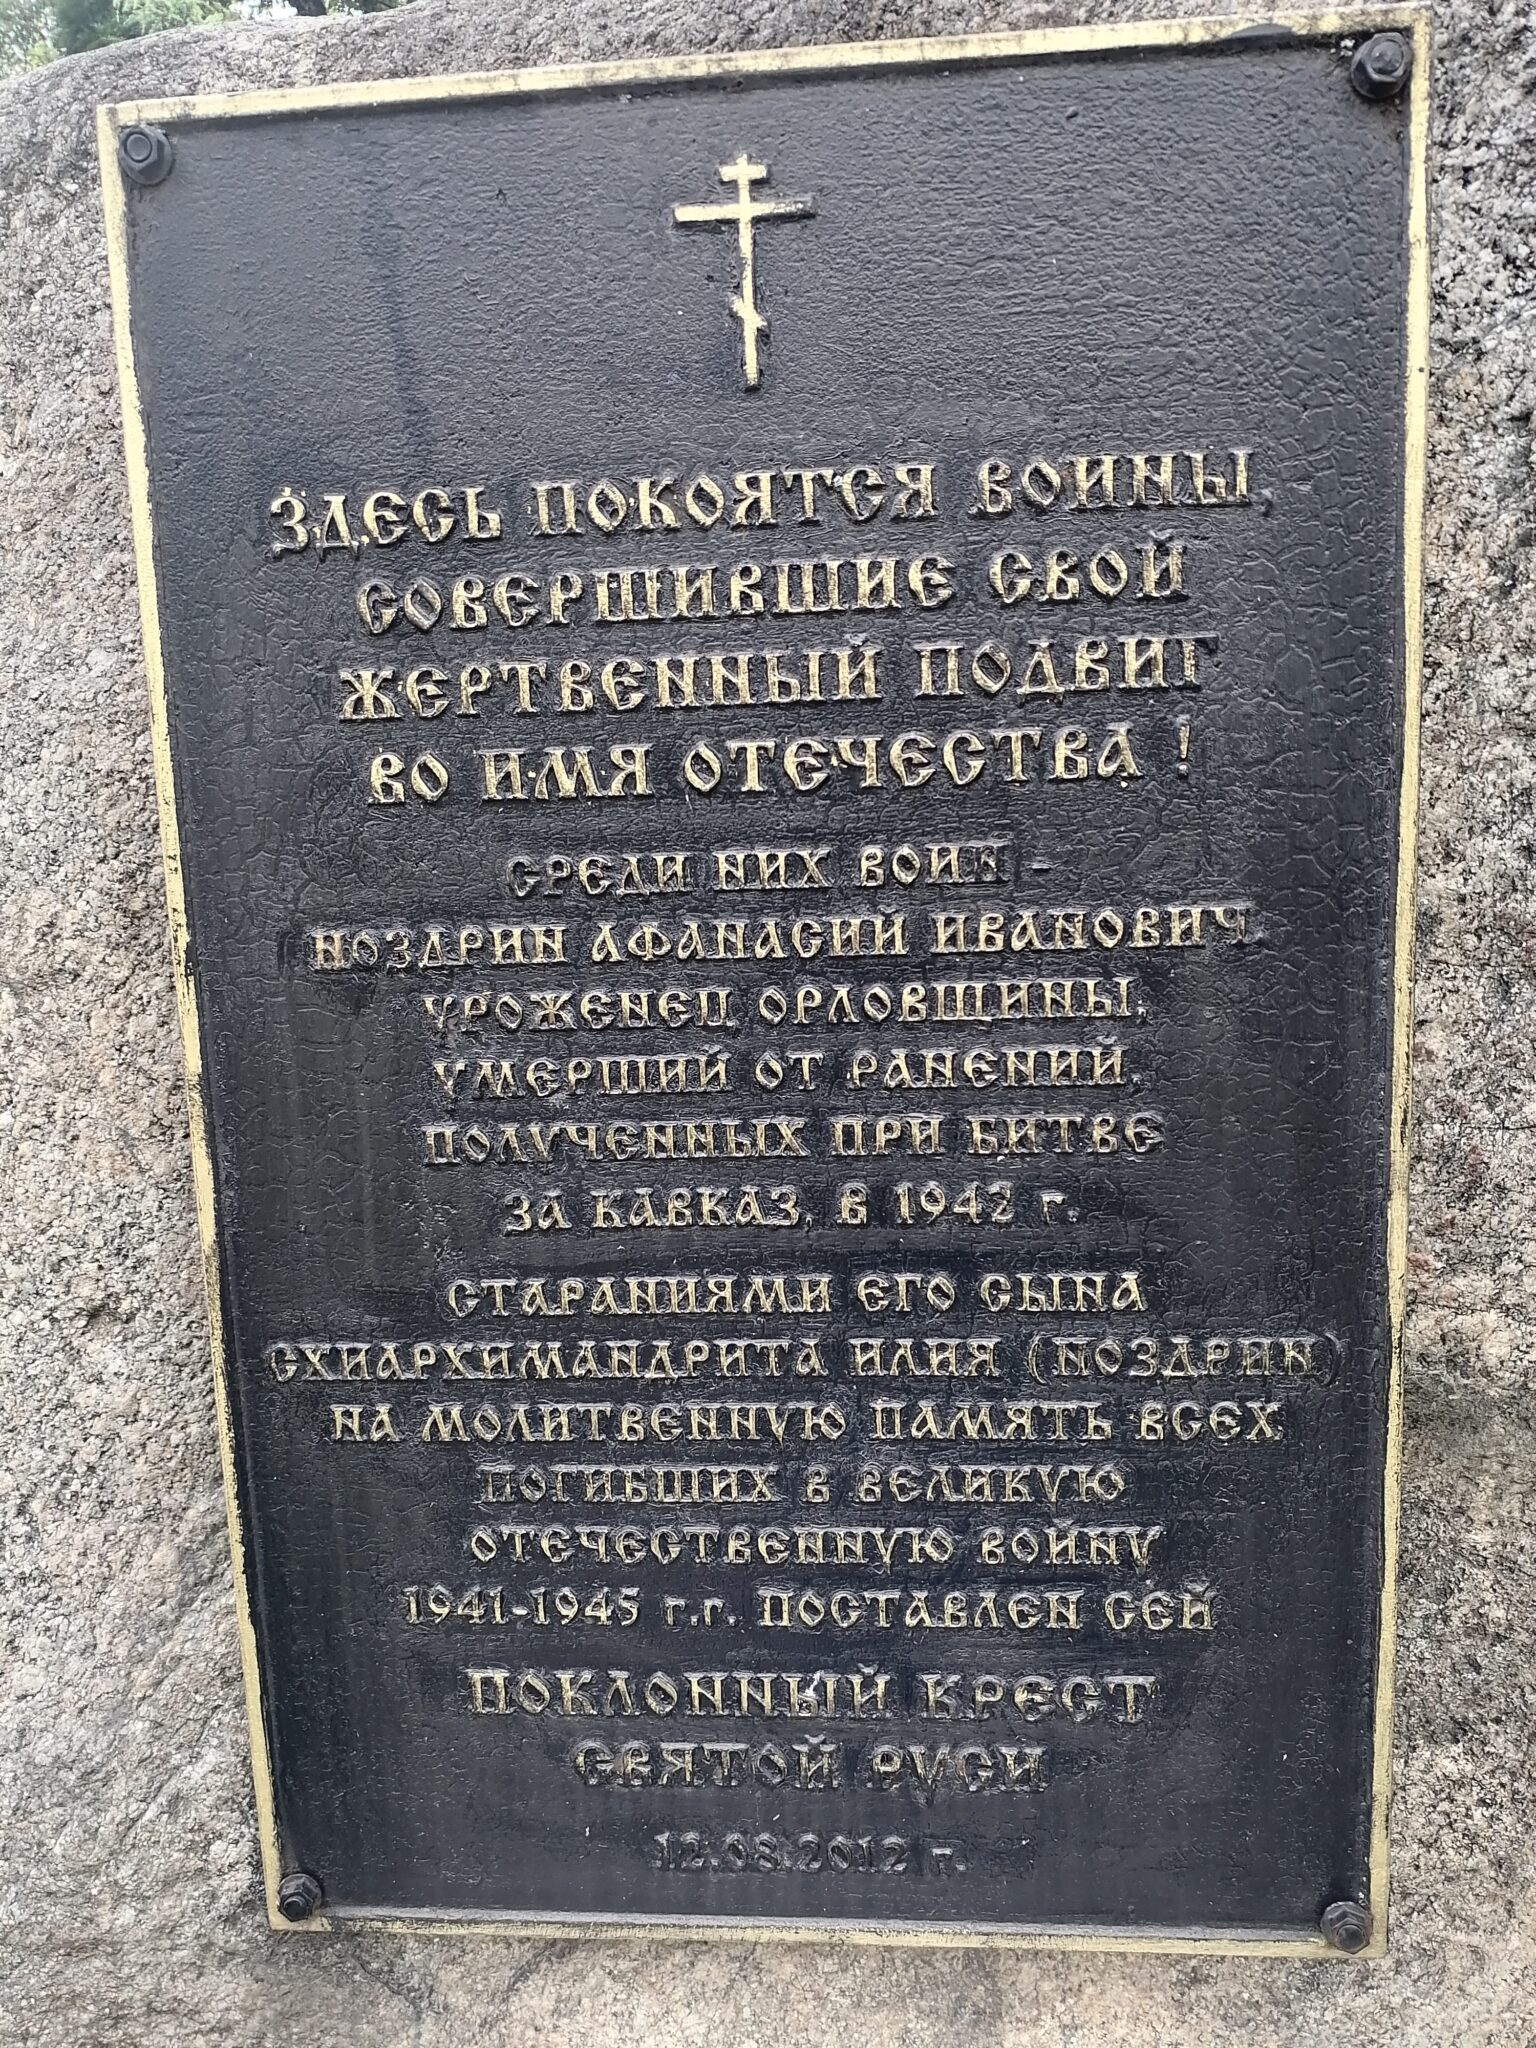 ЗДЕСЬ ПОКОЯТСЯ ВОИНЫ,
СОВЕРШИВШИЕ СВОЙ
ЖЕРТВЕННЫЙ ПОДВИГ
ВО ИМЯ ОТЕЧЕСТВА !
СРЕДИ НИХ ВОИН -
НОЗДРИН АФАНАСИЙ ИВАНОВИЧ
УРОЖЕНЕЦ ОРЛОВЩИНЫ,
УМЕРШИЙ ОТ РАНЕНИЙ,
ПОЛУЧЕННЫХ ПРИ БИТВЕ
ЗА КАВКАЗ, В 1942 г.
СТАРАНИЯМИ ЕГО СЫНА
СХИАРХИМАНДРИТА ИЛИЯ (НОЗДРИН)
НА МОЛИТВЕННУЮ ПАМЯТЬ ВСЕХ
ПОГИБШИХ В ВЕЛИКУЮ
ОТЕЧЕСТВЕННУЮ ВОЙНУ
1941-1945 г.г. ПОСТАВЛЕН СЕЙ
ПОКЛОННЫЙ КРЕСТ
СВЯТОЙ РУСИ
12.08.2012 г.